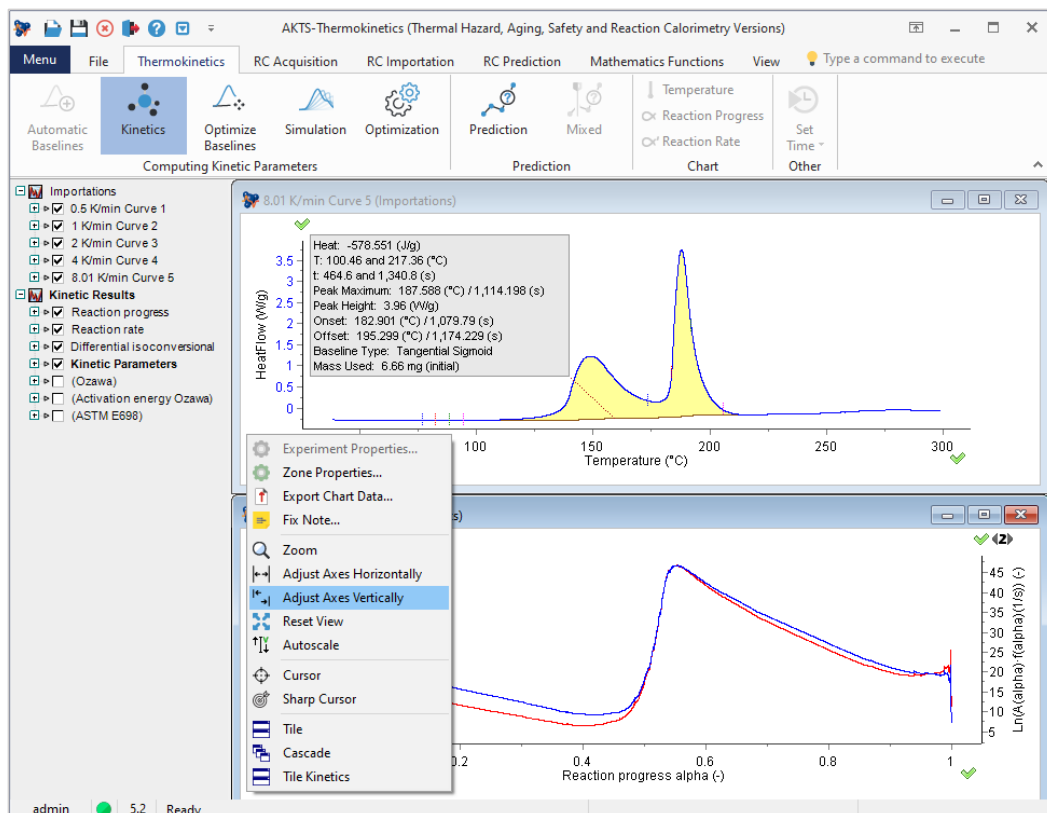 AKTS-Thermokinetics (Thermal Hazard, Aging, Safety and Reaction Calorimetry Versions)
Menu File Thermokinetics RC Acquisition RC Importation RC Prediction Mathematics Functions View Type a command to execute
Automatic Baselines
Kinetics
Optimize Baselines
Simulation
Optimization
Prediction
Mixed
Temperature
Reaction Progress
Reaction Rate
Set Time
Computing Kinetic Parameters
Prediction
Chart
Other
Importations
0.5 K/min Curve 1
1 K/min Curve 2
2 K/min Curve 3
4 K/min Curve 4
8.01 K/min Curve 5
Kinetic Results
Reaction progress
Reaction rate
Differential isoconversional
Kinetic Parameters
(Ozawa)
(Activation energy Ozawa)
(ASTM E698)
8.01 K/min Curve 5 (Importations)
Heat: -578.551 (J/g)
T: 100.46 and 217.36 (°C)
t: 464.6 and 1,340.8 (s)
Peak Maximum: 187.588 (°C) / 1,114.198 (s)
Peak Height: 3.96 (W/g)
Onset: 182.901 (°C) / 1,079.79 (s)
Offset: 195.299 (°C) / 1,174.229 (s)
Baseline Type: Tangential Sigmoid
Mass Used: 6.66 mg (initial)
HeatFlow (W/g)
3.5
3
2.5
2
1.5
1
0.5
0
100 150 200 250 300
Temperature (°C)
Experiment Properties...
Zone Properties...
Export Chart Data...
Fix Note...
Zoom
Adjust Axes Horizontally
Adjust Axes Vertically
Reset View
Autoscale
Cursor
Sharp Cursor
Tile
Cascade
Tile Kinetics
s)
(2)
45
40
35
30
25
20
15
10
5
Ln(A(alpha)·f(alpha)(1/s)) (-)
0.2 0.4 0.6 0.8 1
Reaction progress alpha (-)
admin 5.2 Ready